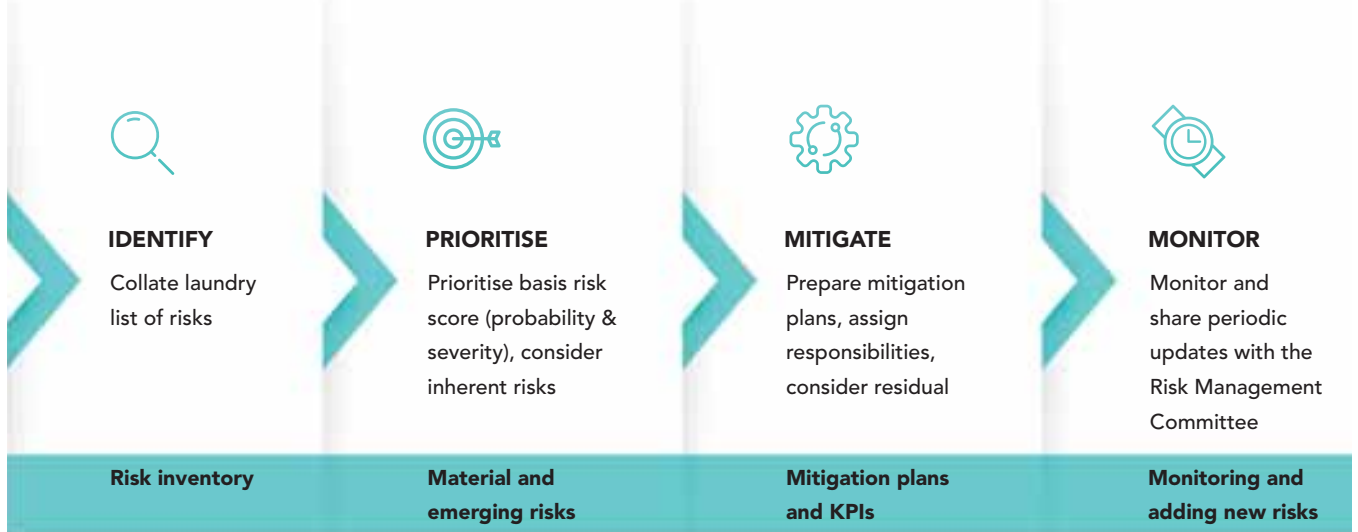 IDENTIFY
Collate laundry
list of risks
Risk inventory
PRIORITISE
Prioritise basis risk
score (probability &
severity), consider
inherent risks
Material and
emerging risks
MITIGATE
Prepare mitigation
plans, assign
responsibilities,
consider residual
Mitigation plans
and KPIs
MONITOR
Monitor and
share periodic
updates with the
Risk Management
Committee
Monitoring and
adding new risks